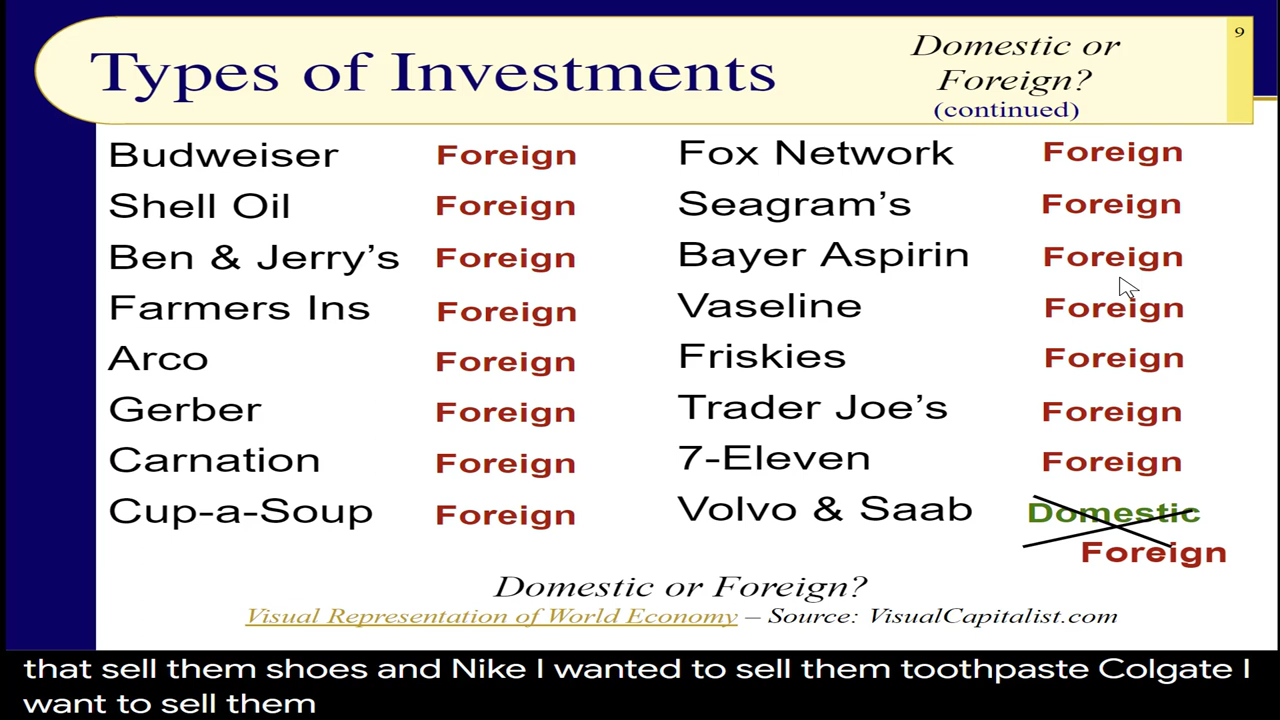 Types of Investments
Domestic or
Foreign?
(continued)
9
Budweiser Foreign
Shell Oil Foreign
Ben & Jerry's Foreign
Farmers Ins Foreign
Arco Foreign
Gerber Foreign
Carnation Foreign
Cup-a-Soup Foreign
Fox Network Foreign
Seagram's Foreign
Bayer Aspirin Foreign
Vaseline Foreign
Friskies Foreign
Trader Joe's Foreign
7-Eleven Foreign
Volvo & Saab Domestic
Foreign
Domestic or Foreign?
Visual Representation of World Economy – Source: VisualCapitalist.com
that sell them shoes and Nike I wanted to sell them toothpaste Colgate I
want to sell them